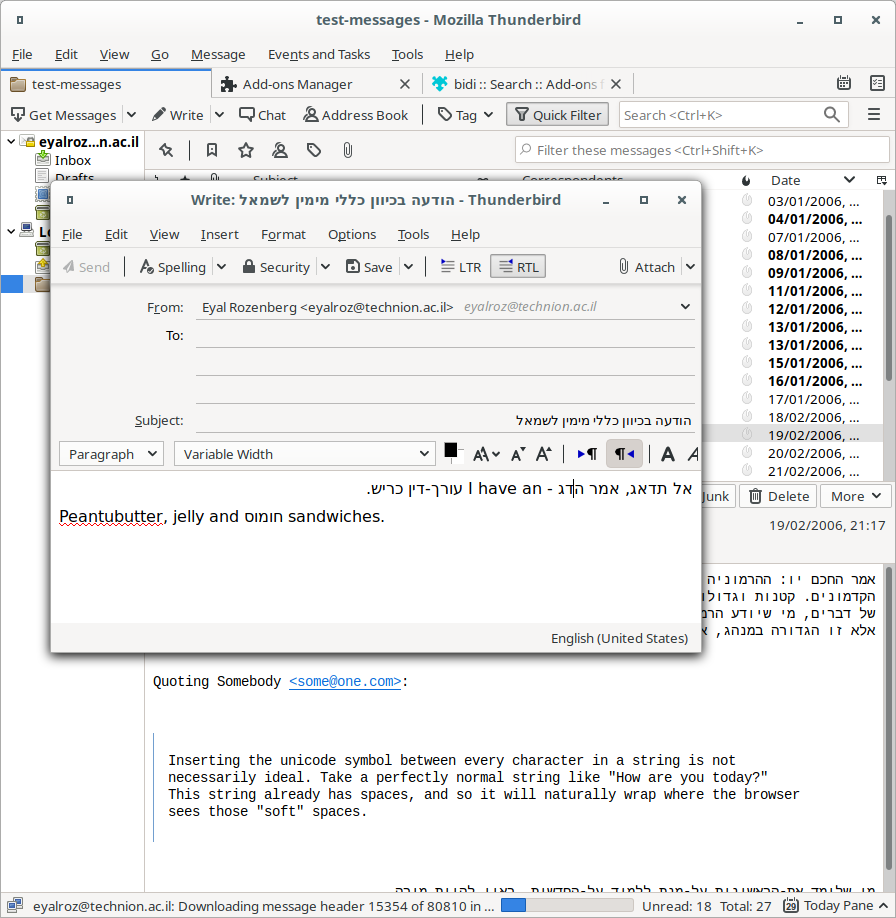 test-messages - Mozilla Thunderbird
File Edit View Go Message Events and Tasks Tools Help
test-messages Add-ons Manager bidi :: Search :: Add-ons
Get Messages Write Chat Address Book Tag Quick Filter Search <Ctrl+K>
eyalroz...n.ac.il
Filter these messages <Ctrl+Shift+K>
Inbox
Drafts
Subject Correspondents Date
03/01/2006, ...
04/01/2006, ...
07/01/2006, ...
08/01/2006, ...
09/01/2006, ...
11/01/2006, ...
12/01/2006, ...
13/01/2006, ...
13/01/2006, ...
15/01/2006, ...
16/01/2006, ...
17/01/2006, ...
18/02/2006, ...
19/02/2006, ...
20/02/2006, ...
21/02/2006, ...
Write: הודעה בכיוון כללי מימין לשמאל - Thunderbird
File Edit View Insert Format Options Tools Help
Send Spelling Security Save LTR RTL Attach
From: Eyal Rozenberg <eyalroz@technion.ac.il> eyalroz@technion.ac.il
To:
Subject: הודעה בכיוון כללי מימין לשמאל
Paragraph Variable Width
אל תדאג, אמר הדג - I have an עורך-דין כריש.
Peantubutter, jelly and חומוס sandwiches.
English (United States)
Junk Delete More
19/02/2006, 21:17
אמר החכם יו: ההרמוניה
הקדמונים. קטנות וגדולו
של דברים, מי שיודע הרמ
אלא זו הגדורה במנהג, א
Quoting Somebody <some@one.com>:
Inserting the unicode symbol between every character in a string is not
necessarily ideal. Take a perfectly normal string like "How are you today?"
This string already has spaces, and so it will naturally wrap where the browser
sees those "soft" spaces.
eyalroz@technion.ac.il: Downloading message header 15354 of 80810 in ... Unread: 18 Total: 27 Today Pane
29